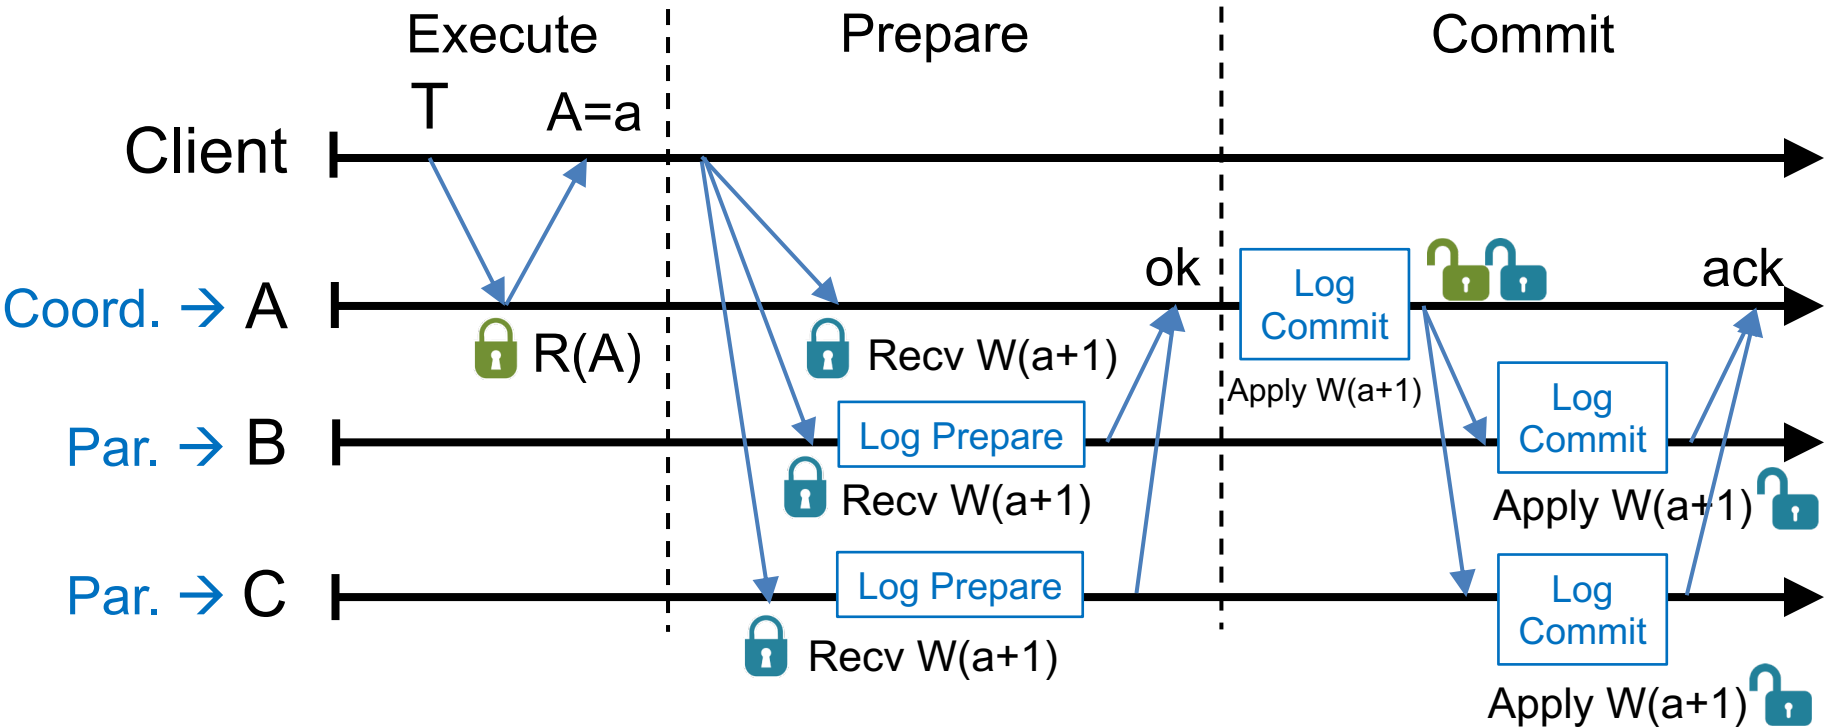 Execute
Prepare
Commit
T
A=a
Client
Coord. → A
ok
Log
Commit
ack
R(A)
Recv W(a+1)
Apply W(a+1)
Par. → B
Log Prepare
Log
Commit
Recv W(a+1)
Apply W(a+1)
Par. → C
Log Prepare
Log
Commit
Recv W(a+1)
Apply W(a+1)